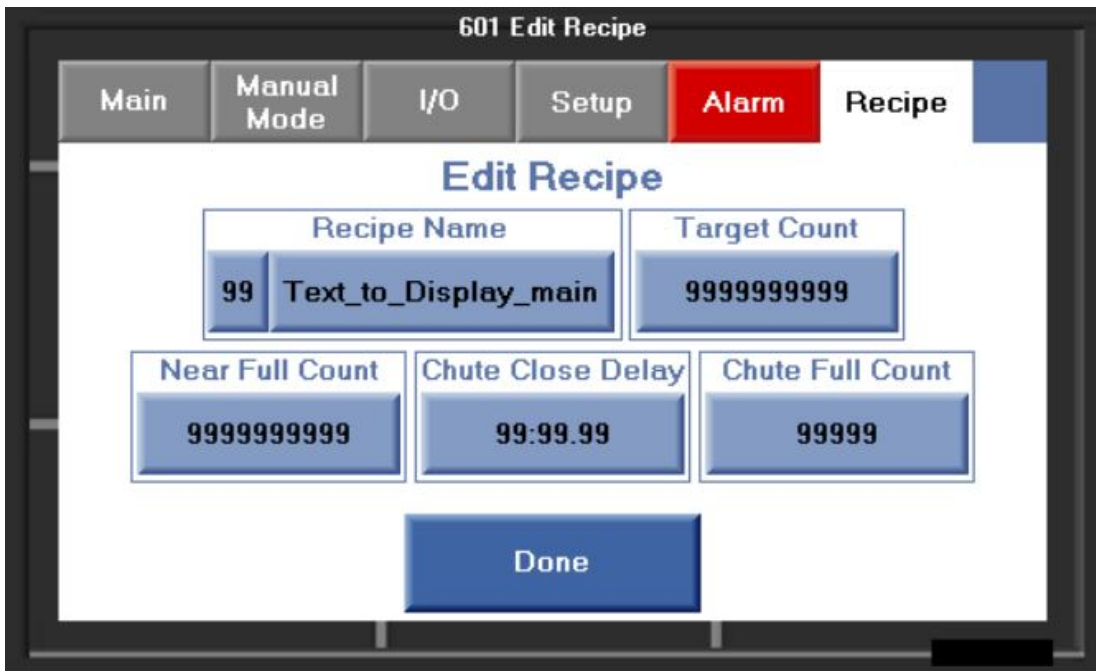 601 Edit Recipe
Main
Manual
Mode
I/O
Setup
Alarm
Recipe
Edit Recipe
Recipe Name
Target Count
99
Text_to_Display_main
9999999999
Near Full Count
Chute Close Delay
Chute Full Count
9999999999
99:99.99
99999
Done